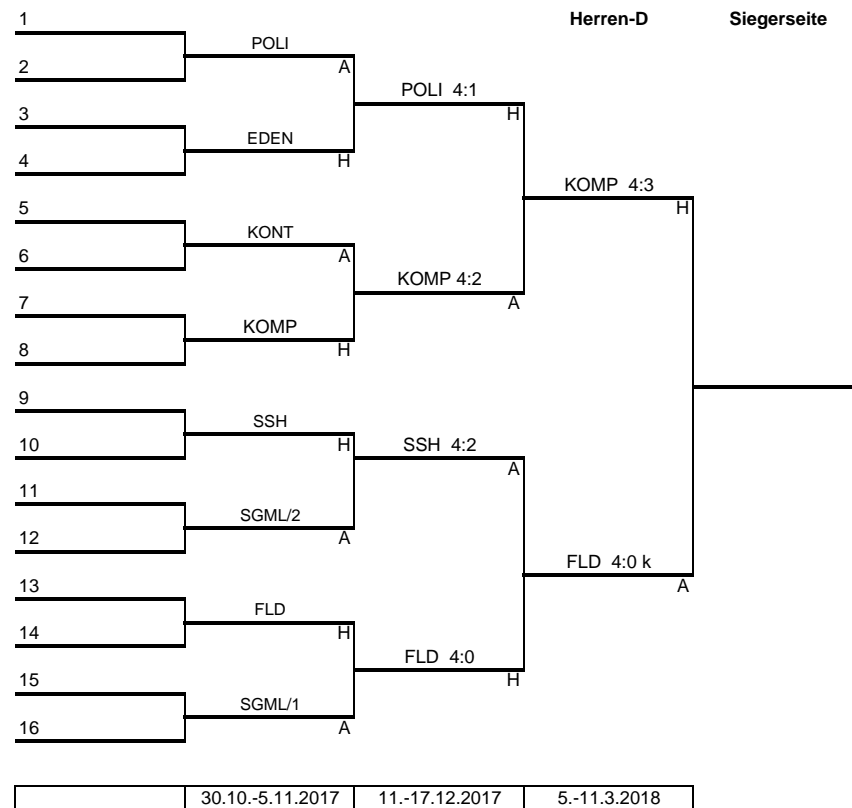 1 Herren-D Siegerseite
POLI
2 A
POLI 4:1
3 H
EDEN
4 H
KOMP 4:3
5 H
KONT
6 A
KOMP 4:2
7 A
KOMP
8 H
9
SSH
10 H SSH 4:2
11 A
SGML/2
12 A
FLD 4:0 k
13 A
FLD
14 H
FLD 4:0
15 H
SGML/1
16 A
30.10.-5.11.2017 11.-17.12.2017 5.-11.3.2018